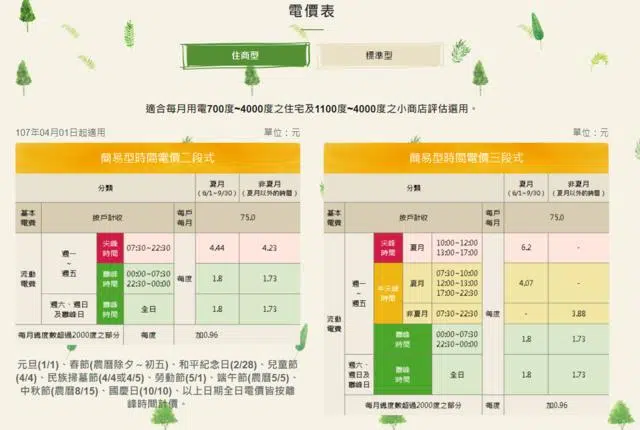 電價表
住商型
標準型
適合每月用電700度~4000度之住宅及1100度~4000度之小商店評估選用。
107年04月01日起適用
單位：元
簡易型時間電價二段式
分類
夏月
(6/1~9/30)
非夏月
(夏月以外的時間)
基本
電費
按戶計收
每戶
每月
75.0
流動
電費
週一
~
週五
尖峰
時間
07:30~22:30
每度
4.44
4.23
離峰
時間
00:00~07:30
22:30~00:00
1.8
1.73
週六、週日
及離峰日
離峰
時間
全日
1.8
1.73
每月總度數超過2000度之部分
每度
加0.96
元旦(1/1)、春節(農曆除夕~初五)、和平紀念日(2/28)、兒童節
(4/4)、民族掃墓節(4/4或4/5)、勞動節(5/1)、端午節(農曆5/5)、
中秋節(農曆8/15)、國慶日(10/10)、以上日期全日電價皆按離
峰時間計價。
單位：元
簡易型時間電價三段式
分類
夏月
(6/1~9/30)
非夏月
(夏月以外的時間)
基本
電費
按戶計收
每戶
每月
75.0
流動
電費
週一
~
週五
尖峰
時間
夏月
10:00~12:00
13:00~17:00
每度
6.2
-
半尖峰
時間
夏月
07:30~10:00
12:00~13:00
17:00~22:30
4.07
-
非夏月
07:30~22:30
-
3.88
離峰
時間
00:00~07:30
22:30~00:00
1.8
1.73
週六、
週日及
離峰日
離峰
時間
全日
1.8
1.73
每月總度數超過2000度之部分
每度
加0.96